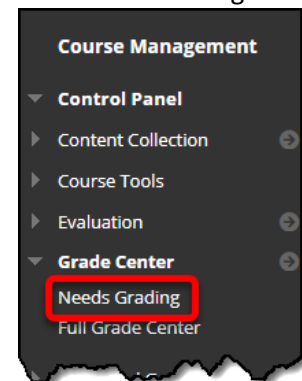 Course Management
Control Panel
Content Collection
Course Tools
Evaluation
Grade Center
Needs Grading
Full Grade Center